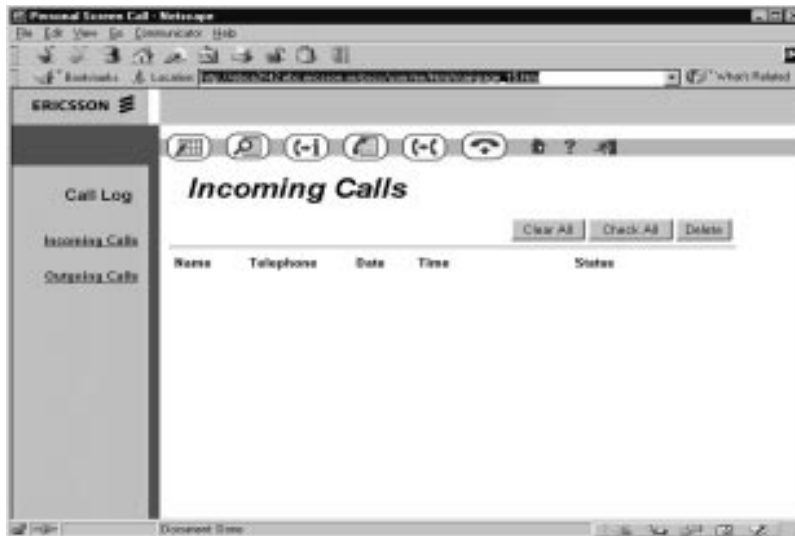 Personal Screen Call - Netscape
File Edit View Go Communicator Help
Bookmarks Location: What's Related
ERICSSON
?
Call Log
Incoming Calls
Outgoing Calls
Incoming Calls
Clear All Check All Delete
Name Telephone Date Time Status
Document: Done